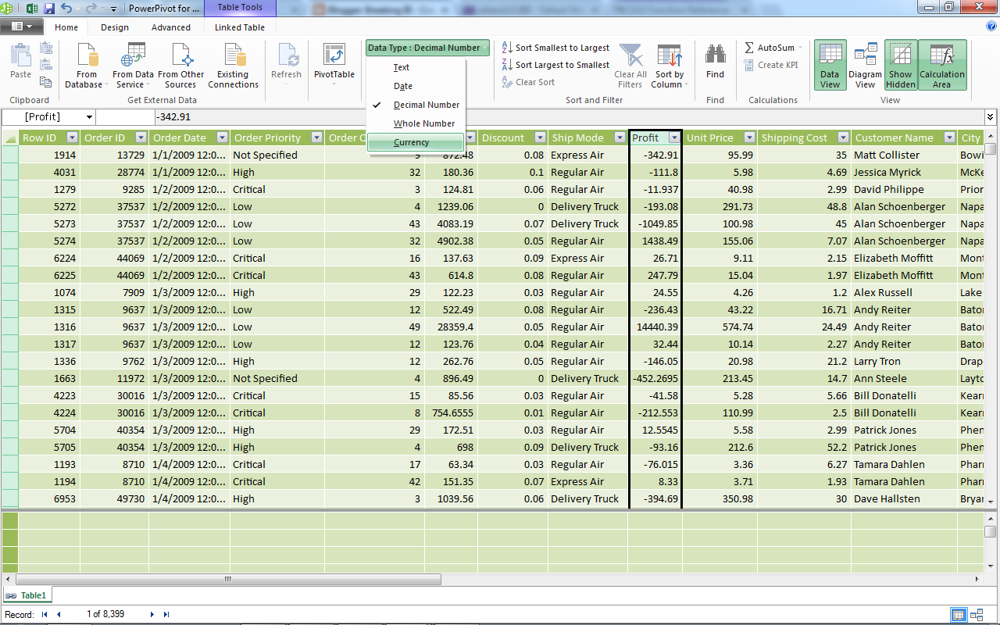 PowerPivot for ... Table Tools
Home Design Advanced Linked Table
Paste
Clipboard
From Database
From Data Service
From Other Sources
Existing Connections
Get External Data
Refresh
PivotTable
Data Type : Decimal Number
Text
Date
Decimal Number
Whole Number
Currency
Sort Smallest to Largest
Sort Largest to Smallest
Clear Sort
Clear All Filters
Sort by Column
Sort and Filter
Find
Find
AutoSum
Create KPI
Calculations
Data View
Diagram View
Show Hidden
Calculation Area
View
[Profit] -342.91
Row ID Order ID Order Date Order Priority Order Discount Ship Mode Profit Unit Price Shipping Cost Customer Name City
1914 13729 1/1/2009 12:0... Not Specified 9 872.48 0.08 Express Air -342.91 95.99 35 Matt Collister Bowi
4031 28774 1/1/2009 12:0... High 32 180.36 0.1 Regular Air -111.8 5.98 4.69 Jessica Myrick McKe
1279 9285 1/2/2009 12:0... Critical 3 124.81 0.06 Regular Air -11.937 40.98 2.99 David Philippe Prior
5272 37537 1/2/2009 12:0... Low 4 1239.06 0 Delivery Truck -193.08 291.73 48.8 Alan Schoenberger Napa
5273 37537 1/2/2009 12:0... Low 43 4083.19 0.07 Delivery Truck -1049.85 100.98 45 Alan Schoenberger Napa
5274 37537 1/2/2009 12:0... Low 32 4902.38 0.05 Regular Air 1438.49 155.06 7.07 Alan Schoenberger Napa
6224 44069 1/2/2009 12:0... Critical 16 137.63 0.09 Express Air 26.71 9.11 2.15 Elizabeth Moffitt Mont
6225 44069 1/2/2009 12:0... Critical 43 614.8 0.08 Regular Air 247.79 15.04 1.97 Elizabeth Moffitt Mont
1074 7909 1/3/2009 12:0... High 29 122.23 0.03 Regular Air 24.55 4.26 1.2 Alex Russell Lake
1315 9637 1/3/2009 12:0... Low 12 522.49 0.08 Regular Air -236.43 43.22 16.71 Andy Reiter Bator
1316 9637 1/3/2009 12:0... Low 49 28359.4 0.05 Regular Air 14440.39 574.74 24.49 Andy Reiter Bator
1317 9637 1/3/2009 12:0... Low 12 123.76 0.04 Regular Air 32.44 10.14 2.27 Andy Reiter Bator
1336 9762 1/3/2009 12:0... High 12 262.76 0.05 Regular Air -146.05 20.98 21.2 Larry Tron Drap
1663 11972 1/3/2009 12:0... Not Specified 4 896.49 0 Delivery Truck -452.2695 213.45 14.7 Ann Steele Layto
4223 30016 1/3/2009 12:0... Critical 15 85.56 0.03 Regular Air -41.58 5.28 5.66 Bill Donatelli Kearr
4224 30016 1/3/2009 12:0... Critical 8 754.6555 0.01 Regular Air -212.553 110.99 2.5 Bill Donatelli Kearr
5704 40354 1/3/2009 12:0... High 29 172.51 0.03 Regular Air 12.5545 5.58 2.99 Patrick Jones Phen
5705 40354 1/3/2009 12:0... High 4 698 0.09 Delivery Truck -93.16 212.6 52.2 Patrick Jones Phen
1193 8710 1/4/2009 12:0... Critical 17 63.34 0.03 Regular Air -76.015 3.36 6.27 Tamara Dahlen Pharr
1194 8710 1/4/2009 12:0... Critical 42 151.35 0.07 Express Air 8.33 3.71 1.93 Tamara Dahlen Pharr
6953 49730 1/4/2009 12:0... High 3 1039.56 0.06 Delivery Truck -394.69 350.98 30 Dave Hallsten Bryar
Table1
Record: 1 of 8,399